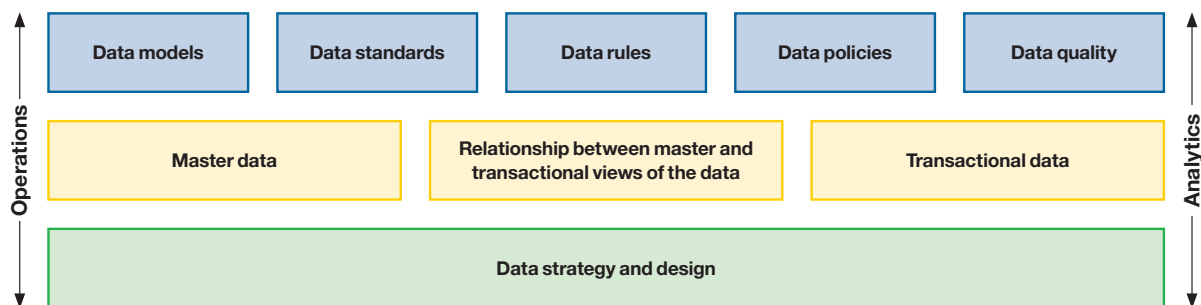 Data models
Data standards
Data rules
Data policies
Data quality
Operations
Master data
Relationship between master and
transactional views of the data
Transactional data
Analytics
Data strategy and design